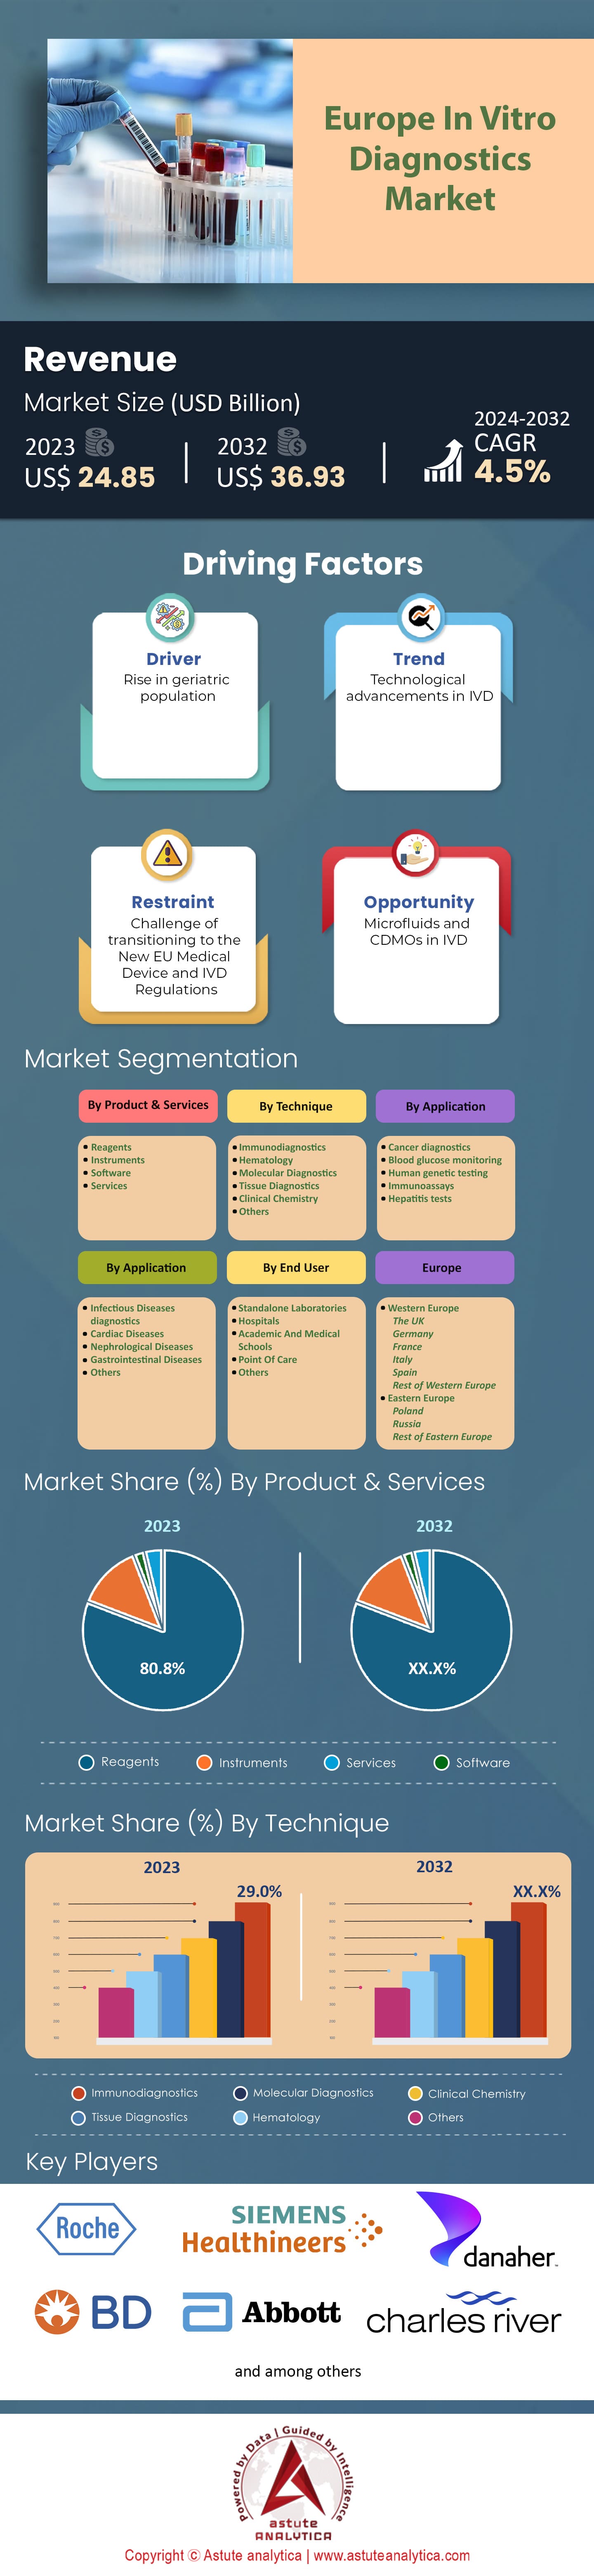 Europe In Vitro
Diagnostics
Market
Revenue
Market Size (USD Billion)
2023
US$ 24.85
2032
US$ 36.93
2024-2032
CAGR
4.5%
Driving Factors
Driver
Rise in geriatric
population
Trend
Technological
advancements in IVD
Restraint
Challenge of
transitioning to the
New EU Medical
Device and IVD
Regulations
Opportunity
Microfluids and
CDMOs in IVD
Market Segmentation
By Product & Services
Reagents
Instruments
Software
Services
By Technique
Immunodiagnostics
Hematology
Molecular Diagnostics
Tissue Diagnostics
Clinical Chemistry
Others
By Application
Cancer diagnostics
Blood glucose monitoring
Human genetic testing
Immunoassays
Hepatitis tests
By Application
Infectious Diseases
diagnostics
Cardiac Diseases
Nephrological Diseases
Gastrointestinal Diseases
Others
By End User
Standalone Laboratories
Hospitals
Academic And Medical
Schools
Point Of Care
Others
Europe
Western Europe
The UK
Germany
France
Italy
Spain
Rest of Western Europe
Eastern Europe
Poland
Russia
Rest of Eastern Europe
Market Share (%) By Product & Services
2023
80.8%
2032
XX.X%
Reagents
Instruments
Services
Software
Market Share (%) By Technique
2023
29.0%
2032
XX.X%
Immunodiagnostics
Molecular Diagnostics
Clinical Chemistry
Tissue Diagnostics
Hematology
Others
Key Players
Roche
SIEMENS
Healthineers
danaher.
BD
Abbott
charles river
and among others
Powered by Data | Guided by Intelligence
astute
ANALYTICA
Copyright © Astute analytica | www.astuteanalytica.com